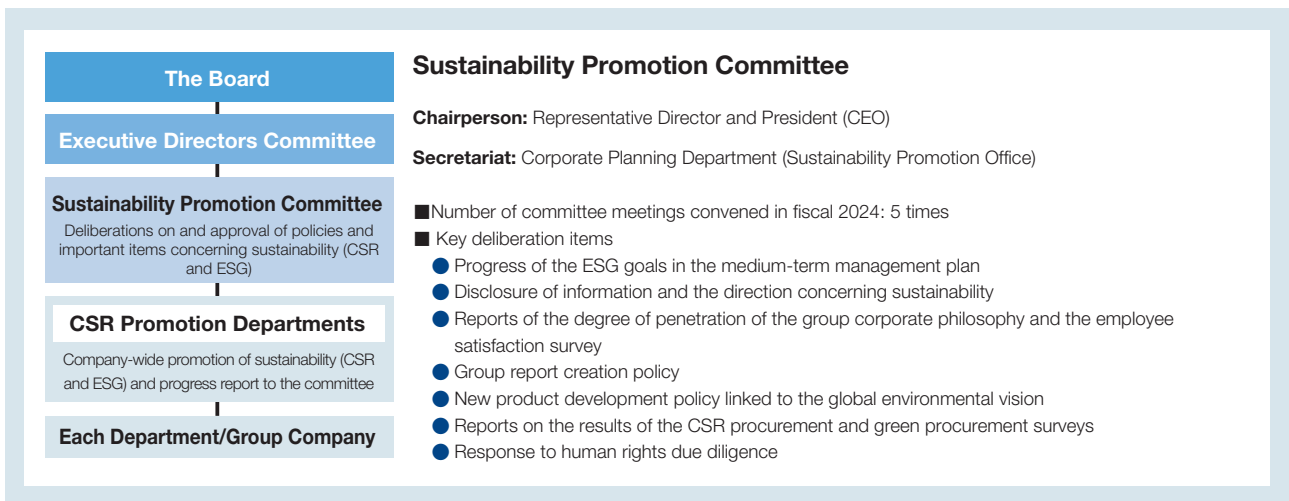 The Board
Executive Directors Committee
Sustainability Promotion Committee
Deliberations on and approval of policies and
important items concerning sustainability (CSR
and ESG)
CSR Promotion Departments
Company-wide promotion of sustainability (CSR
and ESG) and progress report to the committee
Each Department/Group Company
Sustainability Promotion Committee
Chairperson: Representative Director and President (CEO)
Secretariat: Corporate Planning Department (Sustainability Promotion Office)
■Number of committee meetings convened in fiscal 2024: 5 times
■ Key deliberation items
● Progress of the ESG goals in the medium-term management plan
● Disclosure of information and the direction concerning sustainability
● Reports of the degree of penetration of the group corporate philosophy and the employee
satisfaction survey
● Group report creation policy
● New product development policy linked to the global environmental vision
● Reports on the results of the CSR procurement and green procurement surveys
● Response to human rights due diligence